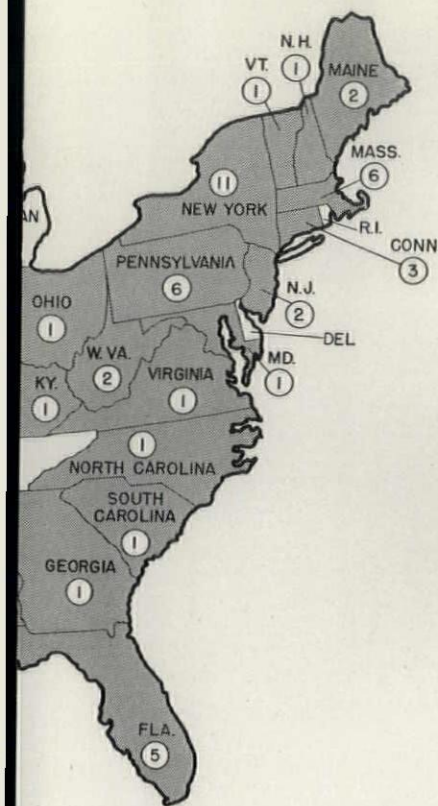 N.H.
1
VT.
1
MAINE
2
MASS.
6
11
NEW YORK
R.I.
CONN
3
AN
PENNSYLVANIA
6
N.J.
2
OHIO
1
DEL
W. VA.
2
MD.
1
KY.
1
VIRGINIA
1
1
NORTH CAROLINA
SOUTH
CAROLINA
1
GEORGIA
1
FLA.
5